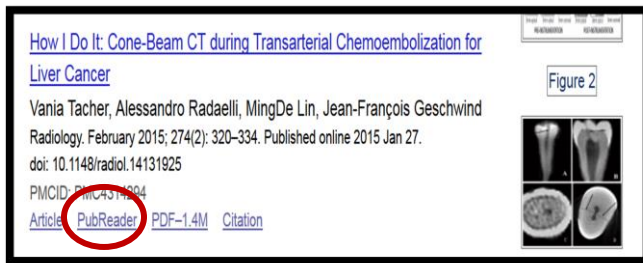 How I Do It: Cone-Beam CT during Transarterial Chemoembolization for
Liver Cancer
Vania Tacher, Alessandro Radaelli, MingDe Lin, Jean-François Geschwind
Radiology. February 2015; 274(2): 320–334. Published online 2015 Jan 27.
doi: 10.1148/radiol.14131925
PMCID: PMC4314294
Article PubReader PDF–1.4M Citation
Figure 2
A
B
C